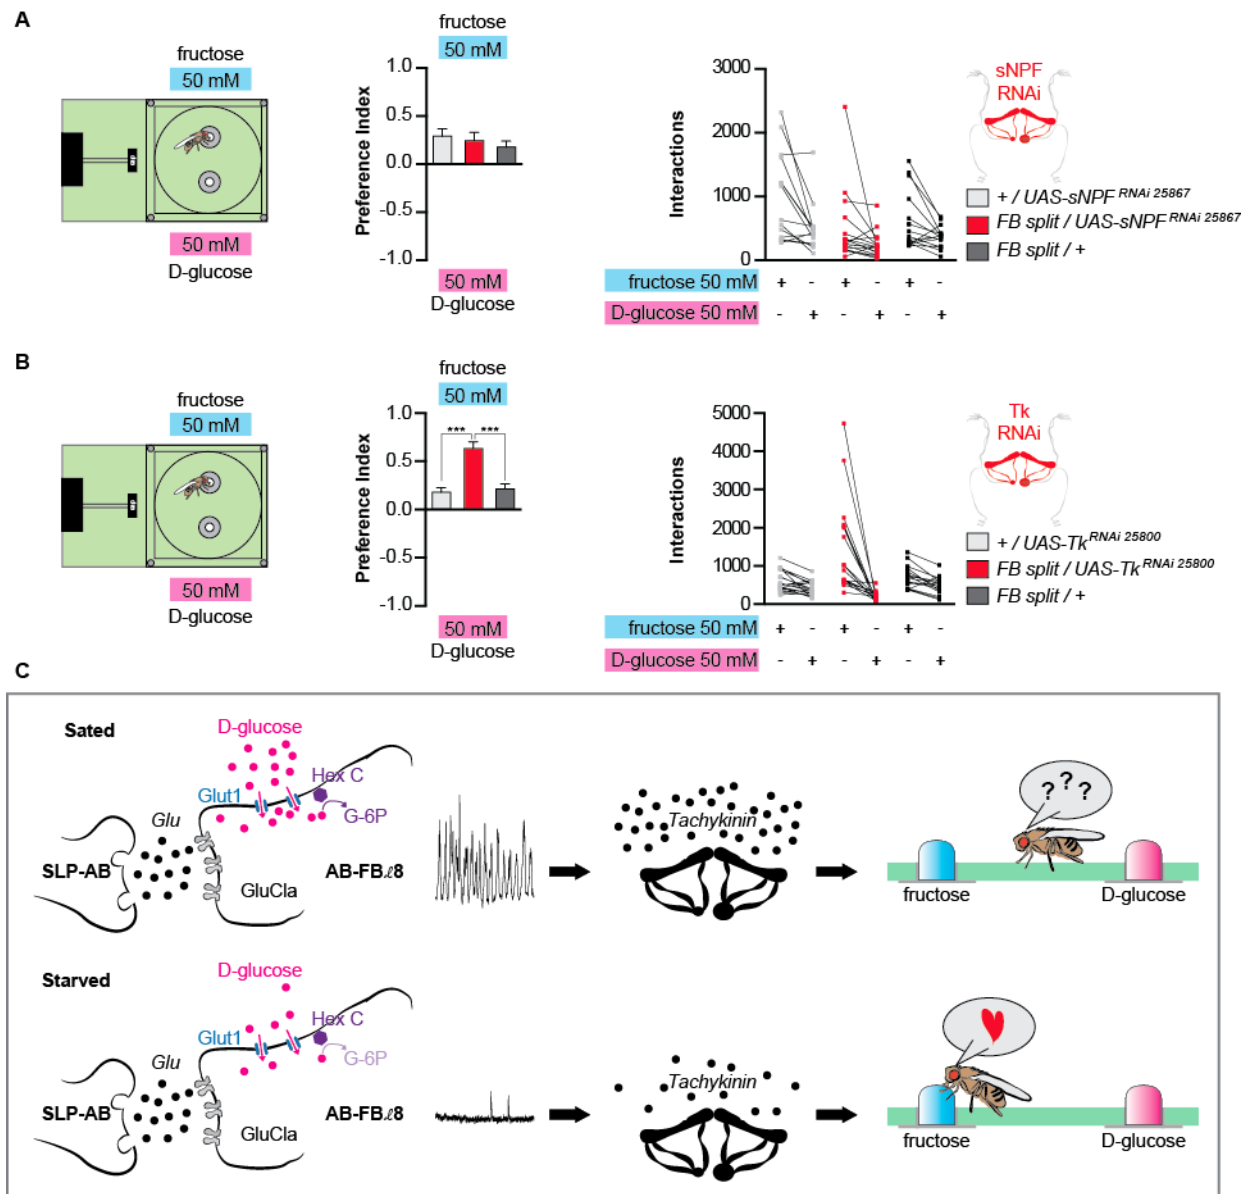 A
fructose
50 mM
50 mM
D-glucose
fructose
50 mM
Preference Index
1.0
0.5
0.0
-0.5
-1.0
50 mM
D-glucose
Interactions
3000
2000
1000
0
fructose 50 mM + - + - + -
D-glucose 50 mM - + - + - +
sNPF
RNAi
+ / UAS-sNPF RNAi 25867
FB split / UAS-sNPF RNAi 25867
FB split / +
B
fructose
50 mM
50 mM
D-glucose
fructose
50 mM
Preference Index
1.0
0.5
0.0
-0.5
-1.0
*** ***
50 mM
D-glucose
Interactions
5000
4000
3000
2000
1000
0
fructose 50 mM + - + - + -
D-glucose 50 mM - + - + - +
Tk
RNAi
+ / UAS-Tk RNAi 25800
FB split / UAS-Tk RNAi 25800
FB split / +
C
Sated
D-glucose
Hex C
Glut1
G-6P
Glu
SLP-AB
GluCla
AB-FBℓ8
Tachykinin
? ? ?
fructose
D-glucose
Starved
D-glucose
Hex C
Glut1
G-6P
Glu
SLP-AB
GluCla
AB-FBℓ8
Tachykinin
fructose
D-glucose